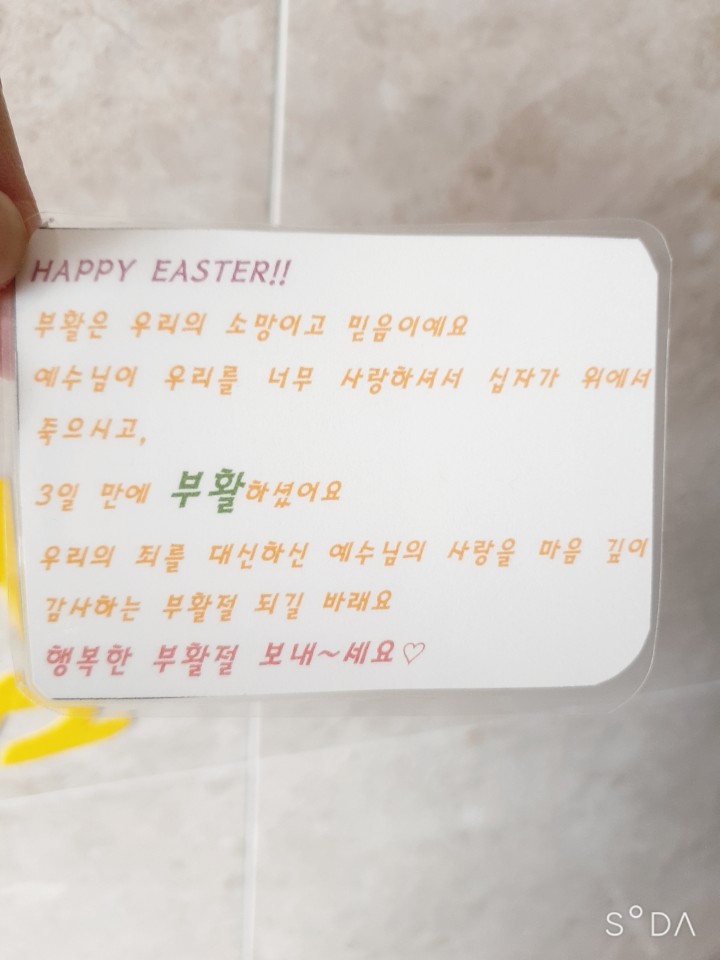 HAPPY EASTER!!
부활은 우리의 소망이고 믿음이예요
예수님이 우리를 너무 사랑하셔서 십자가 위에서
죽으시고,
3일 만에 부활하셨어요
우리의 죄를 대신하신 예수님의 사랑을 마음 깊이
감사하는 부활절 되길 바래요
행복한 부활절 보내~세요♡
SODA